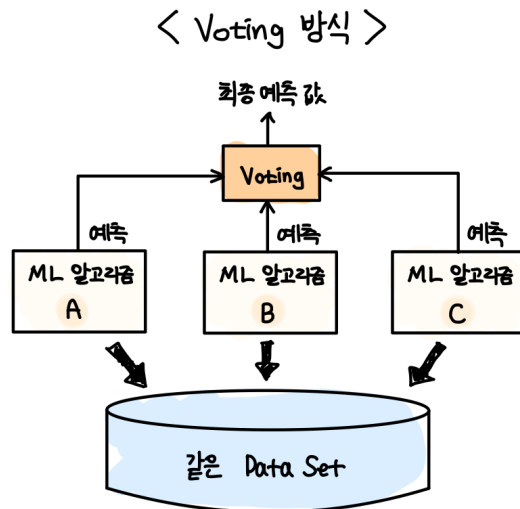 < Voting 방식 >
최종 예측 값
Voting
예측
예측
예측
ML 알고리즘
A
ML 알고리즘
B
ML 알고리즘
C
같은 Data Set